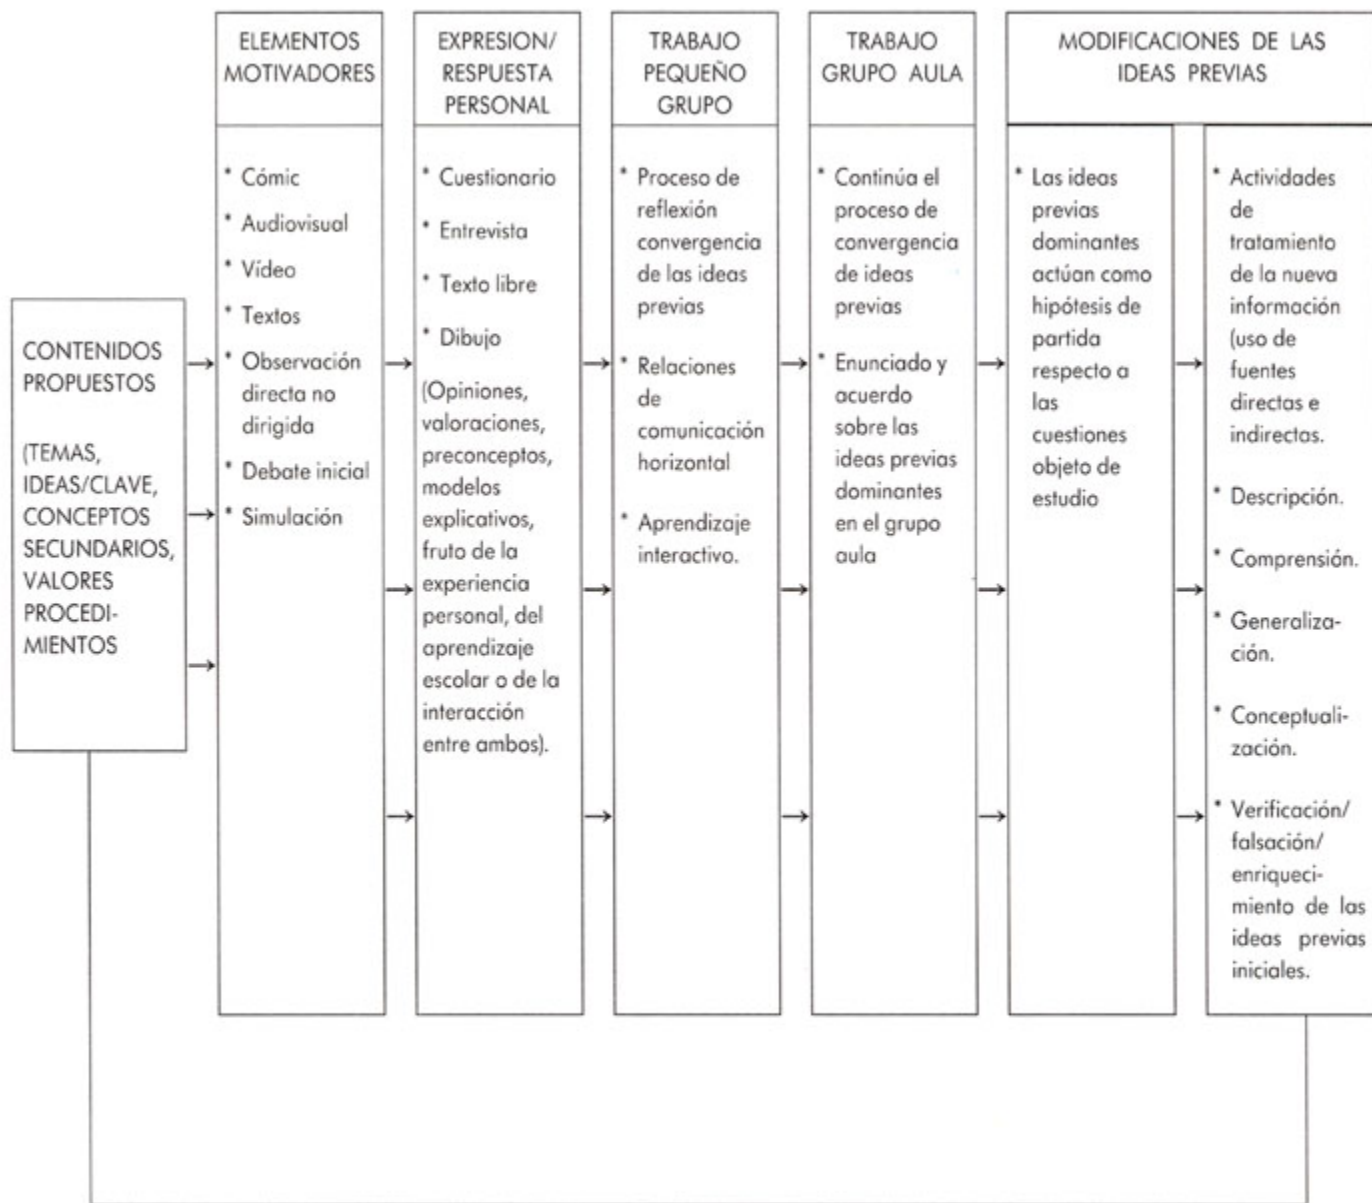 CONTENIDOS
PROPUESTOS
(TEMAS,
IDEAS/CLAVE,
CONCEPTOS
SECUNDARIOS,
VALORES
PROCEDI-
MIENTOS
ELEMENTOS
MOTIVADORES
* Cómic
* Audiovisual
* Vídeo
* Textos
* Observación
directa no
dirigida
* Debate inicial
* Simulación
EXPRESION/
RESPUESTA
PERSONAL
* Cuestionario
* Entrevista
* Texto libre
* Dibujo
(Opiniones,
valoraciones,
preconceptos,
modelos
explicativos,
fruto de la
experiencia
personal, del
aprendizaje
escolar o de la
interacción
entre ambos).
TRABAJO
PEQUEÑO
GRUPO
* Proceso de
reflexión
convergencia
de las ideas
previas
* Relaciones
de
comunicación
horizontal
* Aprendizaje
interactivo.
TRABAJO
GRUPO AULA
* Continúa el
proceso de
convergencia
de ideas
previas
* Enunciado y
acuerdo
sobre las
ideas previas
dominantes
en el grupo
aula
MODIFICACIONES DE LAS
IDEAS PREVIAS
* Las ideas
previas
dominantes
actúan como
hipótesis de
partida
respecto a
las
cuestiones
objeto de
estudio
* Actividades
de
tratamiento
de la nueva
información
(uso de
fuentes
directas e
indirectas.
* Descripción.
* Comprensión.
* Generaliza-
ción.
* Conceptuali-
zación.
* Verificación/
falsación/
enriqueci-
miento de las
ideas previas
iniciales.